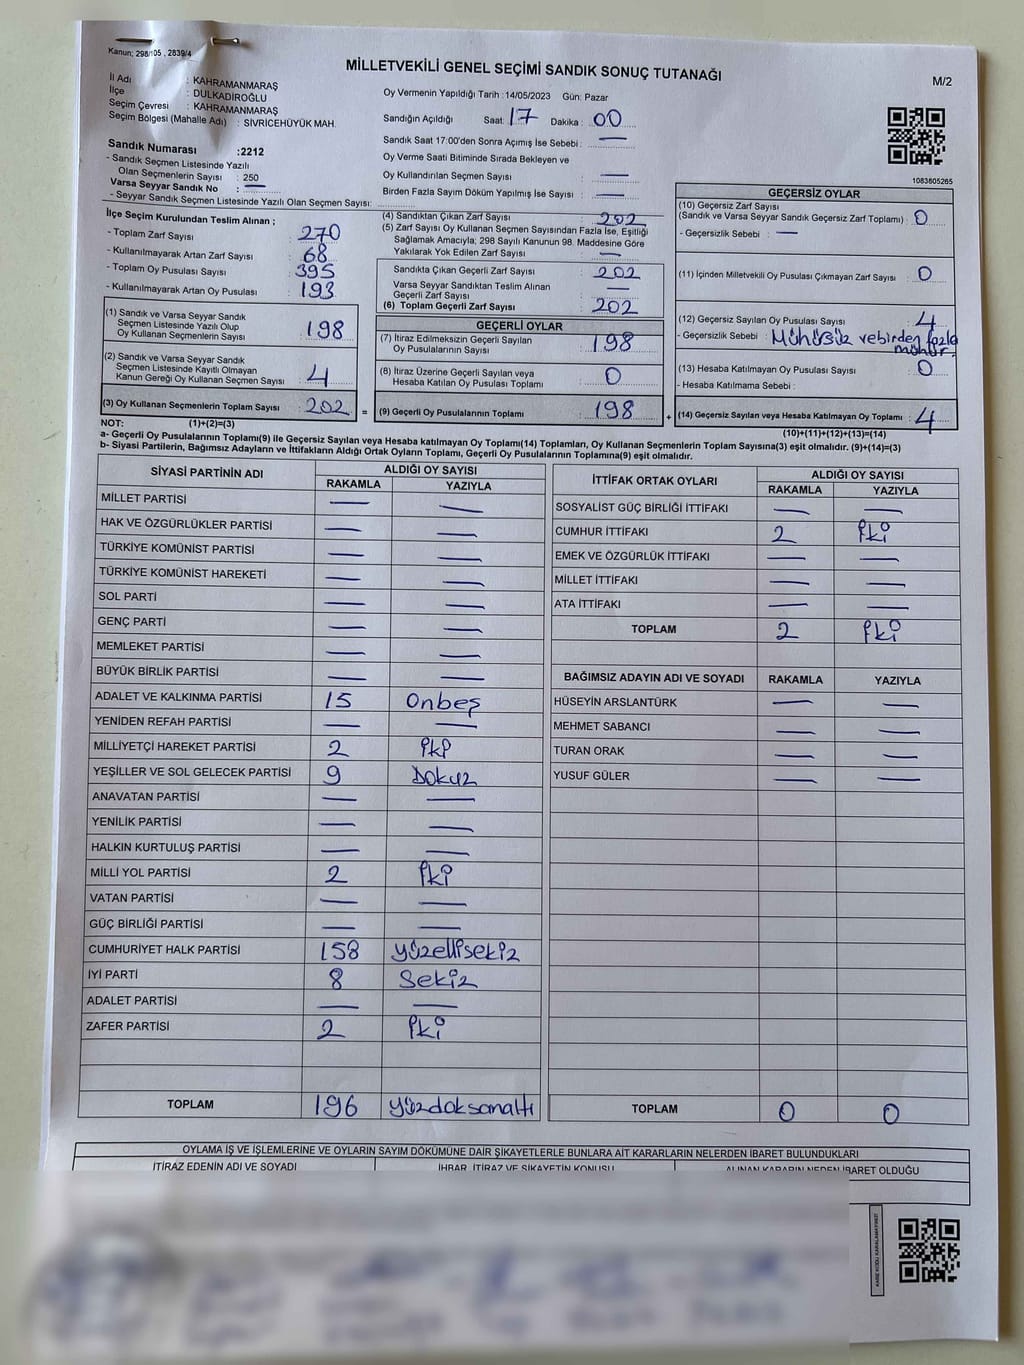 Kanun; 298/105 , 2839/4
MİLLETVEKİLİ GENEL SEÇİMİ SANDIK SONUÇ TUTANAĞI
M/2
İl Adı : KAHRAMANMARAŞ
İlçe : DULKADİROĞLU
Seçim Çevresi : KAHRAMANMARAŞ
Seçim Bölgesi (Mahalle Adı) : SİVRİCEHÜYÜK MAH.
Oy Vermenin Yapıldığı Tarih :14/05/2023 Gün: Pazar
Sandığın Açıldığı Saat: 17 Dakika : 00
Sandık Saat 17:00'den Sonra Açımış İse Sebebi : —
Oy Verme Saati Bitiminde Sırada Bekleyen ve
Oy Kullandırılan Seçmen Sayısı : —
Birden Fazla Sayım Döküm Yapılmış İse Sayısı : —
1083805265
Sandık Numarası :2212
- Sandık Seçmen Listesinde Yazılı
Olan Seçmenlerin Sayısı : 250
Varsa Seyyar Sandık No : —
- Seyyar Sandık Seçmen Listesinde Yazılı Olan Seçmen Sayısı:
İlçe Seçim Kurulundan Teslim Alınan ;
- Toplam Zarf Sayısı : 270
- Kullanılmayarak Artan Zarf Sayısı : 68
- Toplam Oy Pusulası Sayısı : 395
- Kullanılmayarak Artan Oy Pusulası : 193
(1) Sandık ve Varsa Seyyar Sandık
Seçmen Listesinde Yazılı Olup
Oy Kullanan Seçmenlerin Sayısı : 198
(2) Sandık ve Varsa Seyyar Sandık
Seçmen Listesinde Kayıtlı Olmayan
Kanun Gereği Oy Kullanan Seçmen Sayısı : 4
(3) Oy Kullanan Seçmenlerin Toplam Sayısı : 202 =
(1)+(2)=(3)
(4) Sandıktan Çıkan Zarf Sayısı : 202
(5) Zarf Sayısı Oy Kullanan Seçmen Sayısından Fazla İse, Eşitliği
Sağlamak Amacıyla; 298 Sayılı Kanunun 98. Maddesine Göre
Yakılarak Yok Edilen Zarf Sayısı : —
Sandıkta Çıkan Geçerli Zarf Sayısı : 202
Varsa Seyyar Sandıktan Teslim Alınan
Geçerli Zarf Sayısı : —
(6) Toplam Geçerli Zarf Sayısı : 202
GEÇERLİ OYLAR
(7) İtiraz Edilmeksizin Geçerli Sayılan
Oy Pusulalarının Sayısı : 198
(8) İtiraz Üzerine Geçerli Sayılan veya
Hesaba Katılan Oy Pusulası Toplamı : 0
(9) Geçerli Oy Pusulalarının Toplamı : 198 +
GEÇERSİZ OYLAR
(10) Geçersiz Zarf Sayısı
(Sandık ve Varsa Seyyar Sandık Geçersiz Zarf Toplamı) : 0
- Geçersizlik Sebebi : —
(11) İçinden Milletvekili Oy Pusulası Çıkmayan Zarf Sayısı : 0
(12) Geçersiz Sayılan Oy Pusulası Sayısı : 4
- Geçersizlik Sebebi : Mühürsüz vebirden fazla
mühür.
(13) Hesaba Katılmayan Oy Pusulası Sayısı : 0
- Hesaba Katılmama Sebebi :
(14) Geçersiz Sayılan veya Hesaba Katılmayan Oy Toplamı : 4
(10)+(11)+(12)+(13)=(14)
NOT:
a- Geçerli Oy Pusulalarının Toplamı(9) ile Geçersiz Sayılan veya Hesaba katılmayan Oy Toplamı(14) Toplamları, Oy Kullanan Seçmenlerin Toplam Sayısına(3) eşit olmalıdır. (9)+(14)=(3)
b- Siyasi Partilerin, Bağımsız Adayların ve İttifakların Aldığı Ortak Oyların Toplamı, Geçerli Oy Pusulalarının Toplamına(9) eşit olmalıdır.
SİYASİ PARTİNİN ADI ALDIĞI OY SAYISI
RAKAMLA YAZIYLA
MİLLET PARTİSİ — —
HAK VE ÖZGÜRLÜKLER PARTİSİ — —
TÜRKİYE KOMÜNİST PARTİSİ — —
TÜRKİYE KOMÜNİST HAREKETİ — —
SOL PARTİ — —
GENÇ PARTİ — —
MEMLEKET PARTİSİ — —
BÜYÜK BİRLİK PARTİSİ — —
ADALET VE KALKINMA PARTİSİ 15 Onbeş
YENİDEN REFAH PARTİSİ — —
MİLLİYETÇİ HAREKET PARTİSİ 2 İki
YEŞİLLER VE SOL GELECEK PARTİSİ 9 Dokuz
ANAVATAN PARTİSİ — —
YENİLİK PARTİSİ — —
HALKIN KURTULUŞ PARTİSİ — —
MİLLİ YOL PARTİSİ 2 İki
VATAN PARTİSİ — —
GÜÇ BİRLİĞİ PARTİSİ — —
CUMHURİYET HALK PARTİSİ 158 yüzellisekiz
İYİ PARTİ 8 Sekiz
ADALET PARTİSİ — —
ZAFER PARTİSİ 2 İki
TOPLAM 196 yüzdoksanaltı
İTTİFAK ORTAK OYLARI ALDIĞI OY SAYISI
RAKAMLA YAZIYLA
SOSYALİST GÜÇ BİRLİĞİ İTTİFAKI — —
CUMHUR İTTİFAKI 2 İki
EMEK VE ÖZGÜRLÜK İTTİFAKI — —
MİLLET İTTİFAKI — —
ATA İTTİFAKI — —
TOPLAM 2 İki
BAĞIMSIZ ADAYIN ADI VE SOYADI RAKAMLA YAZIYLA
HÜSEYİN ARSLANTÜRK — —
MEHMET SABANCI — —
TURAN ORAK — —
YUSUF GÜLER — —
TOPLAM 0 0
OYLAMA İŞ VE İŞLEMLERİNE VE OYLARIN SAYIM DÖKÜMÜNE DAİR ŞİKAYETLERLE BUNLARA AİT KARARLARIN NELERDEN İBARET BULUNDUKLARI
İTİRAZ EDENİN ADI VE SOYADI İHBAR, İTİRAZ VE ŞİKAYETİN KONUSU ALINAN KARARIN NEDEN İBARET OLDUĞU
KARE KODU KARALAMAYINIZ!